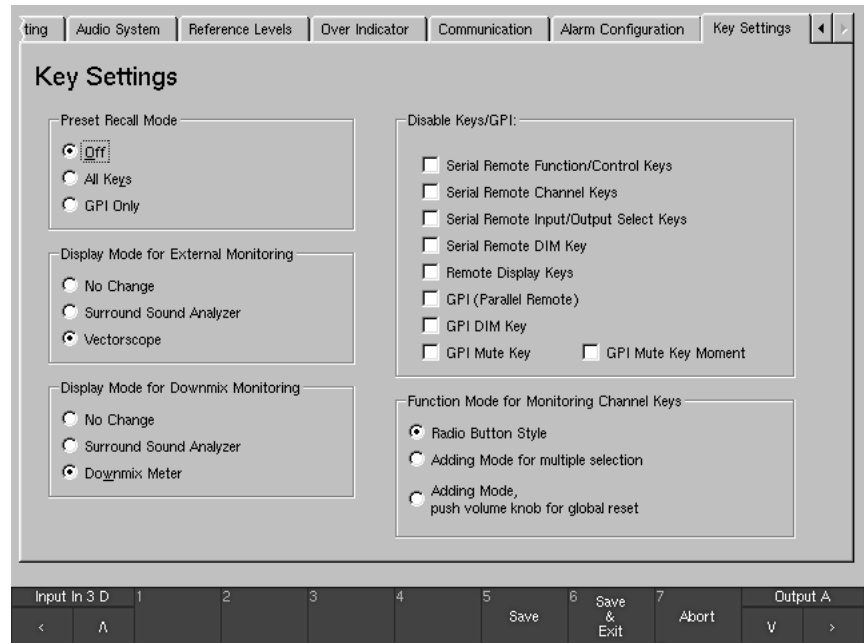 ting Audio System Reference Levels Over Indicator Communication Alarm Configuration Key Settings
Key Settings
Preset Recall Mode
Off
All Keys
GPI Only
Display Mode for External Monitoring
No Change
Surround Sound Analyzer
Vectorscope
Display Mode for Downmix Monitoring
No Change
Surround Sound Analyzer
Downmix Meter
Disable Keys/GPI:
Serial Remote Function/Control Keys
Serial Remote Channel Keys
Serial Remote Input/Output Select Keys
Serial Remote DIM Key
Remote Display Keys
GPI (Parallel Remote)
GPI DIM Key
GPI Mute Key GPI Mute Key Moment
Function Mode for Monitoring Channel Keys
Radio Button Style
Adding Mode for multiple selection
Adding Mode,
push volume knob for global reset
Input In 3 D
< Λ
1
2
3
4
5
Save
6
Save
&
Exit
7
Abort
Output A
V >